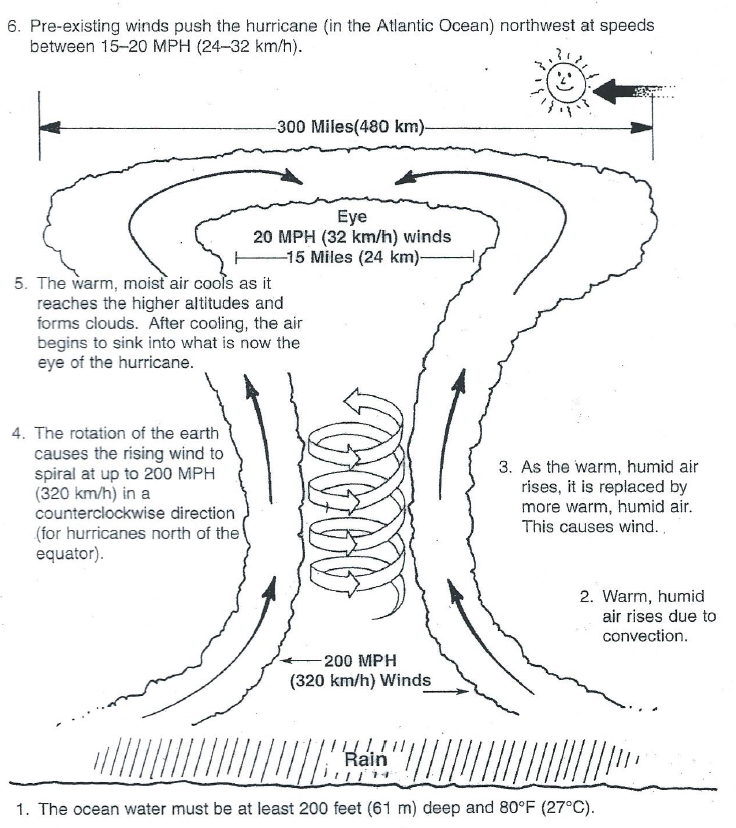 6. Pre-existing winds push the hurricane (in the Atlantic Ocean) northwest at speeds
between 15–20 MPH (24–32 km/h).
300 Miles(480 km)
Eye
20 MPH (32 km/h) winds
15 Miles (24 km)
5. The warm, moist air cools as it
reaches the higher altitudes and
forms clouds. After cooling, the air
begins to sink into what is now the
eye of the hurricane.
4. The rotation of the earth
causes the rising wind to
spiral at up to 200 MPH
(320 km/h) in a
counterclockwise direction
(for hurricanes north of the
equator).
3. As the warm, humid air
rises, it is replaced by
more warm, humid air.
This causes wind.
2. Warm, humid
air rises due to
convection.
200 MPH
(320 km/h) Winds
Rain
1. The ocean water must be at least 200 feet (61 m) deep and 80°F (27°C).